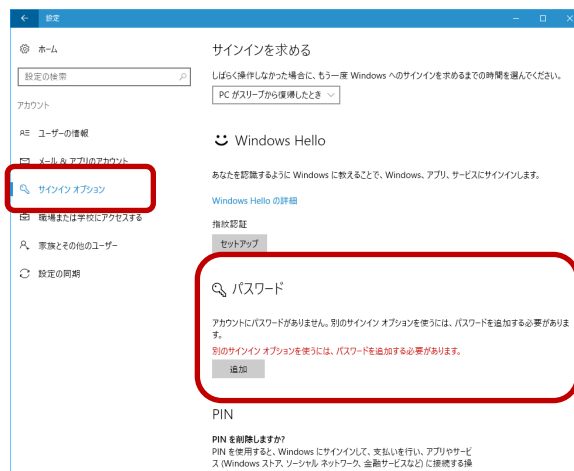 設定
ホーム
設定の検索
アカウント
ユーザーの情報
メール & アプリのアカウント
サインイン オプション
職場または学校にアクセスする
家族とその他のユーザー
設定の同期
サインインを求める
しばらく操作しなかった場合に、もう一度 Windows へのサインインを求めるまでの時間を選んでください。
PC がスリープから復帰したとき
Windows Hello
あなたを認識するように Windows に教えることで、Windows、アプリ、サービスにサインインします。
Windows Hello の詳細
指紋認証
セットアップ
パスワード
アカウントにパスワードがありません。別のサインイン オプションを使うには、パスワードを追加する必要がありま
す。
別のサインイン オプションを使うには、パスワードを追加する必要があります。
追加
PIN
PIN を削除しますか?
PIN を使用すると、Windows にサインインして、支払いを行い、アプリやサービ
ス (Windows ストア、ソーシャル ネットワーク、金融サービスなど) に接続する操